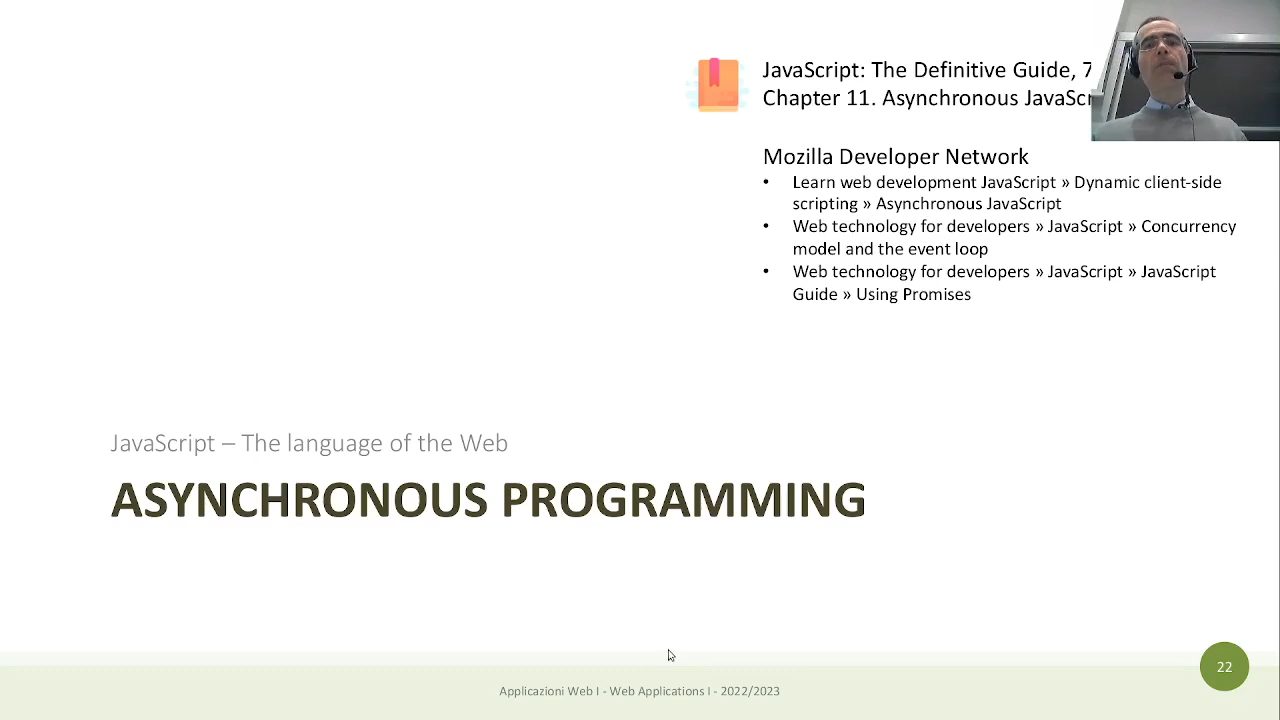 JavaScript: The Definitive Guide,
Chapter 11. Asynchronous
Mozilla Developer Network
• Learn web development JavaScript » Dynamic client-side
scripting » Asynchronous JavaScript
• Web technology for developers » JavaScript » Concurrency
model and the event loop
• Web technology for developers » JavaScript » JavaScript
Guide » Using Promises
JavaScript – The language of the Web
ASYNCHRONOUS PROGRAMMING
22
Applicazioni Web I - Web Applications I - 2022/2023